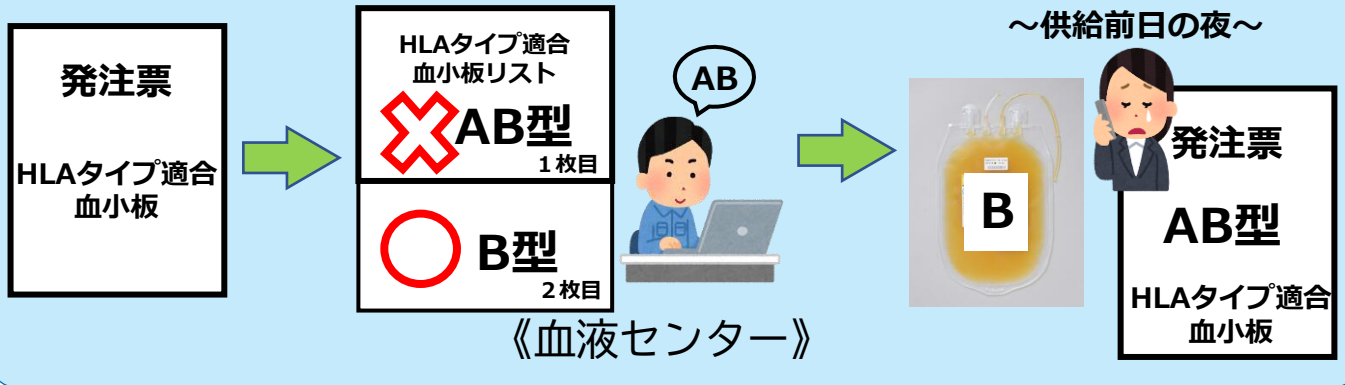 発注票
HLAタイプ適合
血小板
HLAタイプ適合
血小板リスト
AB型
1枚目
B型
2枚目
AB
《血液センター》
～供給前日の夜～
B
発注票
AB型
HLAタイプ適合
血小板